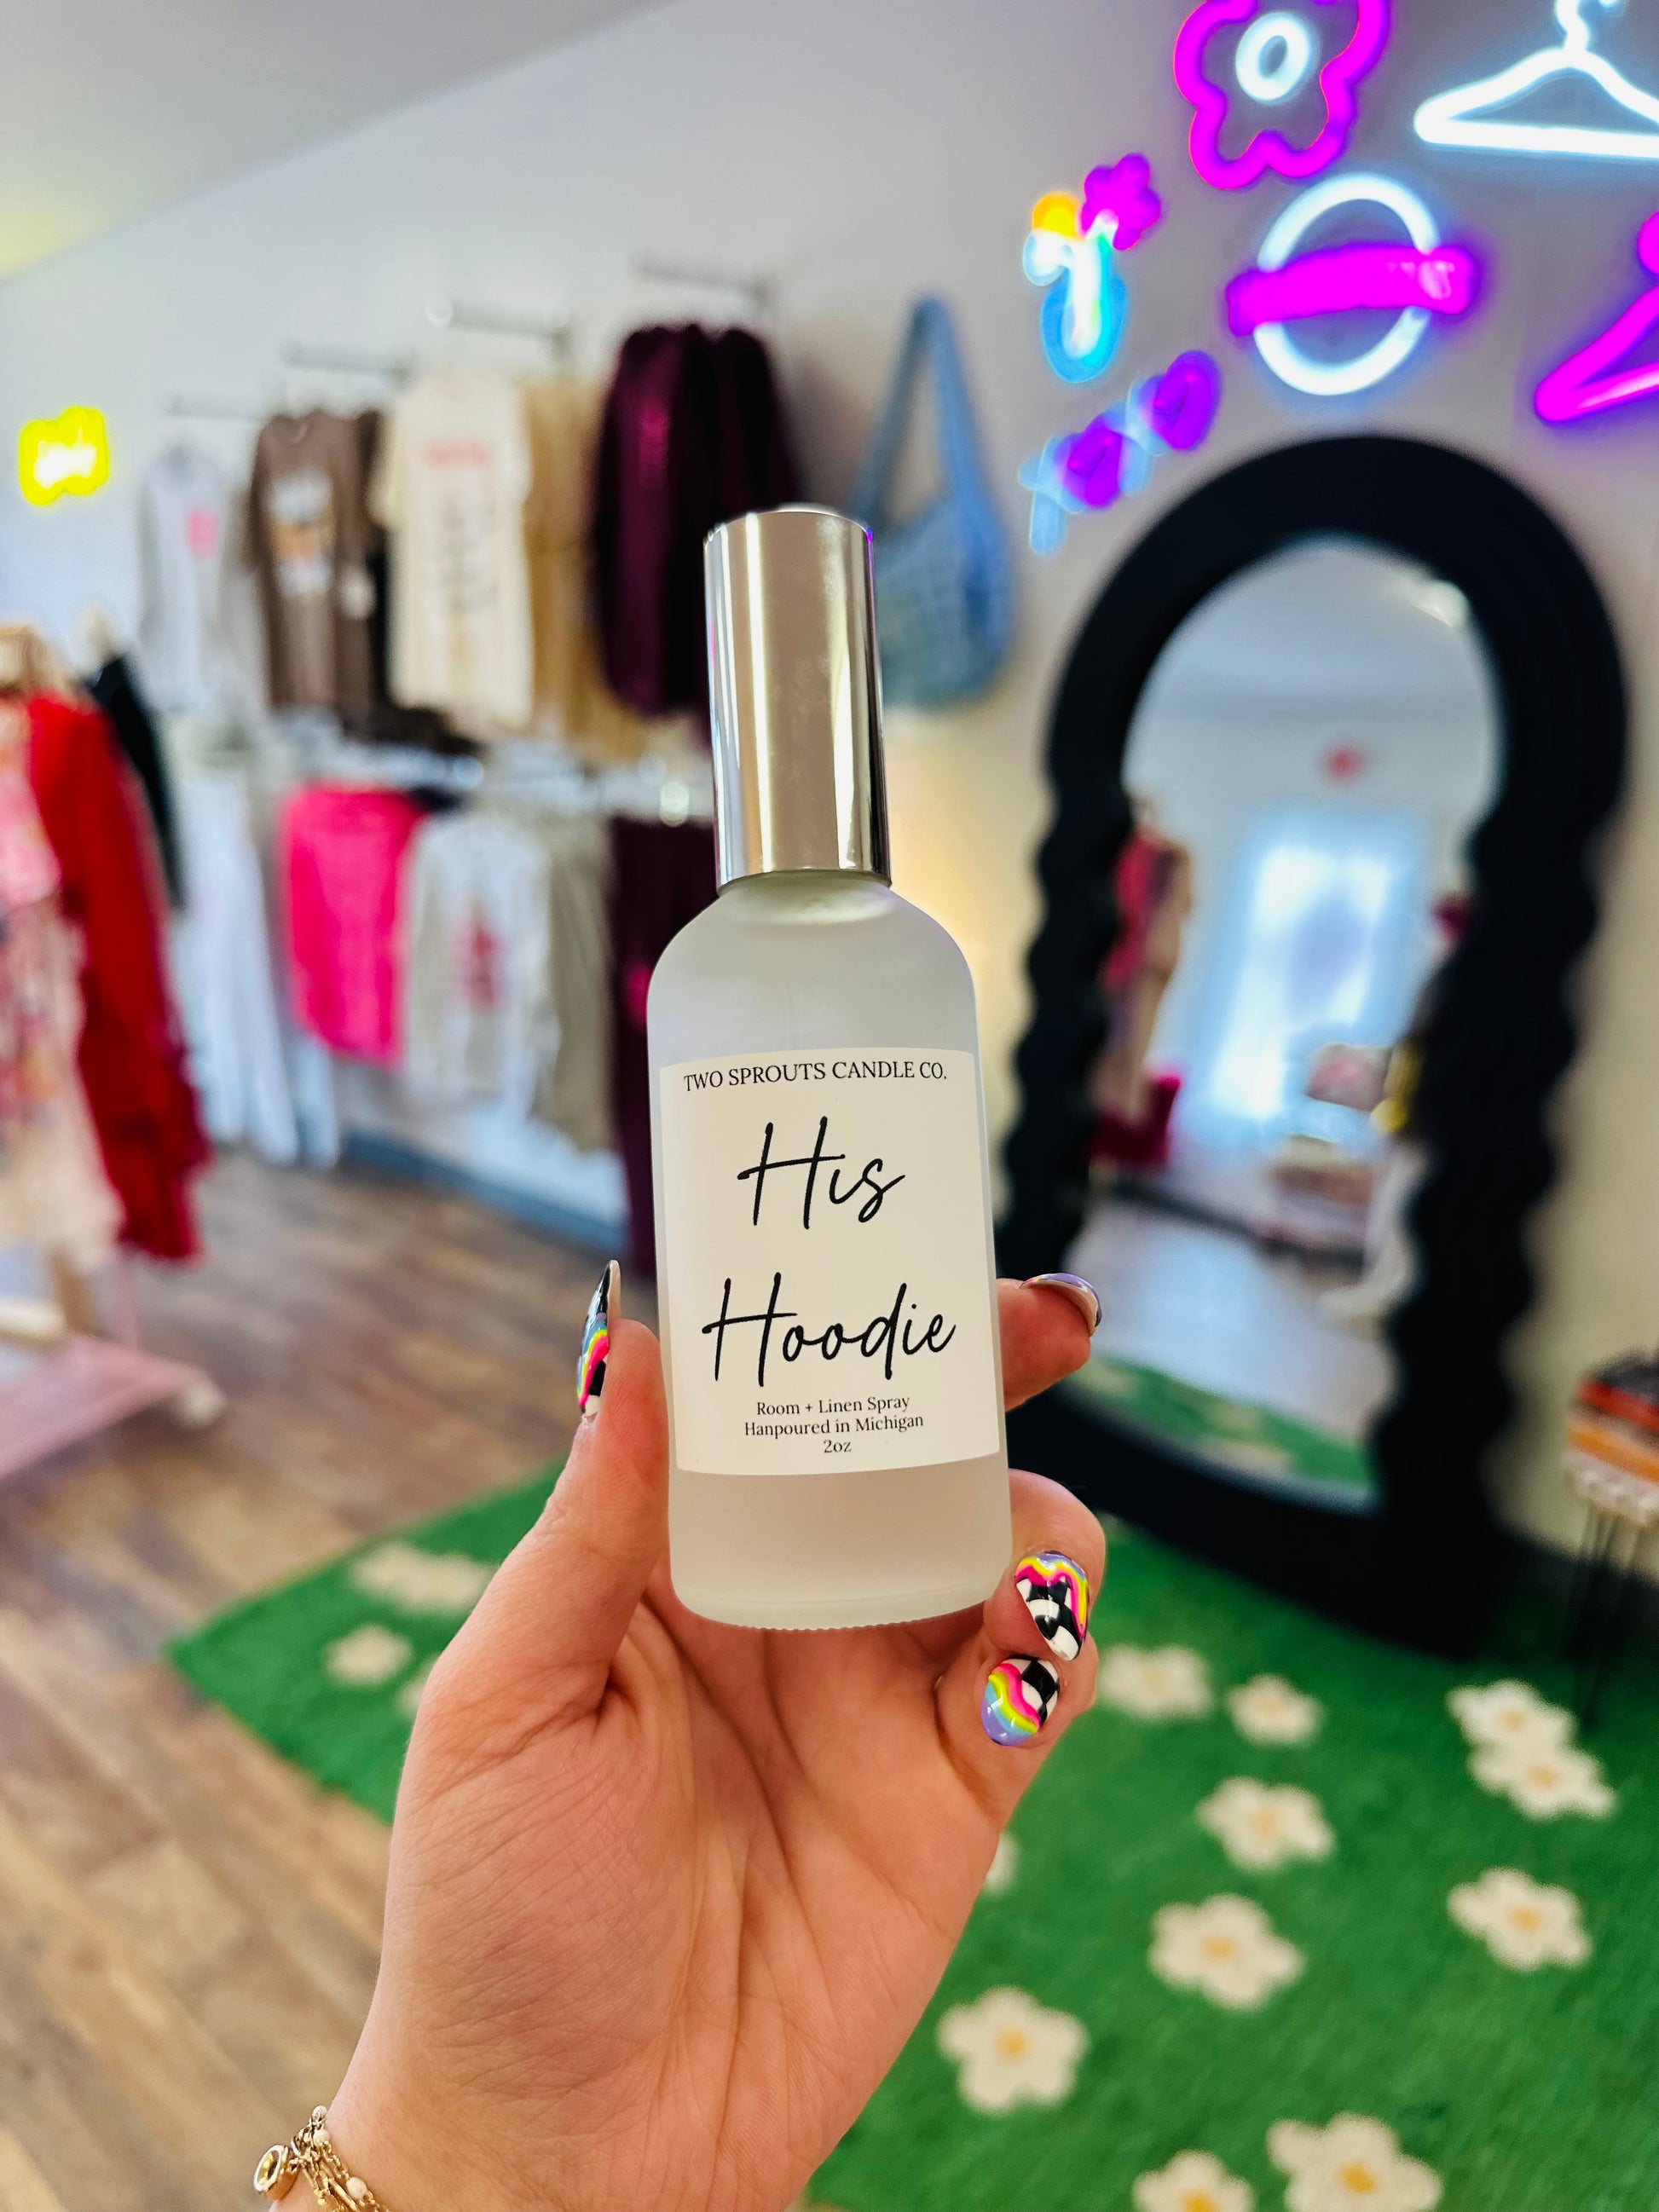 TWO SPROUTS CANDLE CO.
His
Hoodie
Room + Linen Spray
Hanpoured in Michigan
2oz